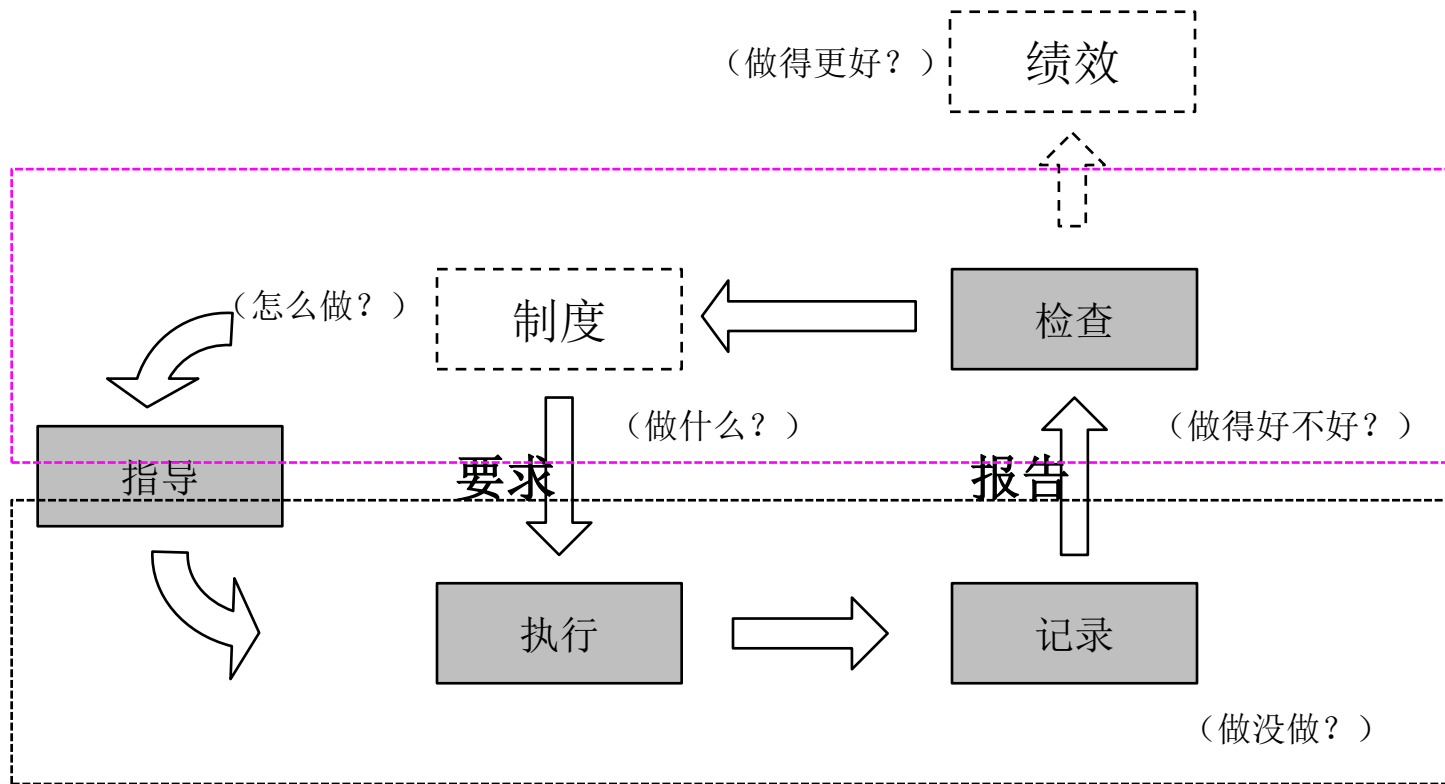 （做得更好？）
绩效
（怎么做？）
制度
检查
（做什么？）
（做得好不好？）
指导
要求
报告
执行
记录
（做没做？）